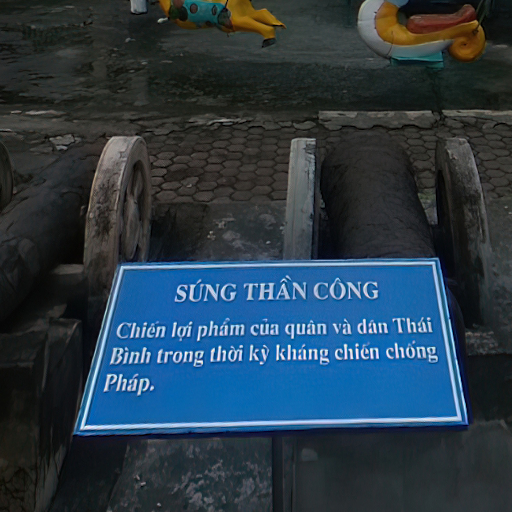 SÚNG THẦN CÔNG
Chiến lợi phẩm của quân và dân Thái
Bình trong thời kỳ kháng chiến chống
Pháp.